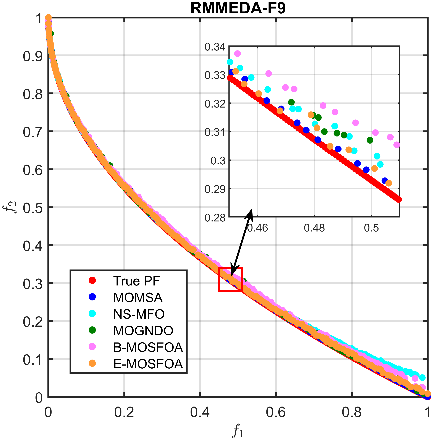 RMMEDA-F9
1
0.9
0.8
0.7
0.6
0.5
0.4
0.3
0.2
0.1
0
f2
0.34
0.33
0.32
0.31
0.3
0.29
0.28
0.46 0.48 0.5
True PF
MOMSA
NS-MFO
MOGNDO
B-MOSFOA
E-MOSFOA
0 0.2 0.4 0.6 0.8 1
f1